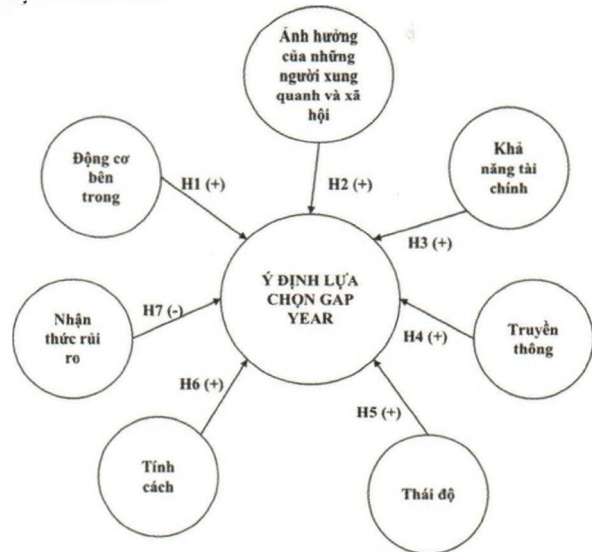 Ảnh hưởng
của những
người xung
quanh và xã
hội
Động cơ
bên
trong
Khả
năng tài
chính
H1 (+)
H2 (+)
H3 (+)
Ý ĐỊNH LỰA
CHỌN GAP
YEAR
Nhận
thức rủi
ro
H7 (-)
H4 (+)
Truyền
thông
H6 (+)
H5 (+)
Tính
cách
Thái độ